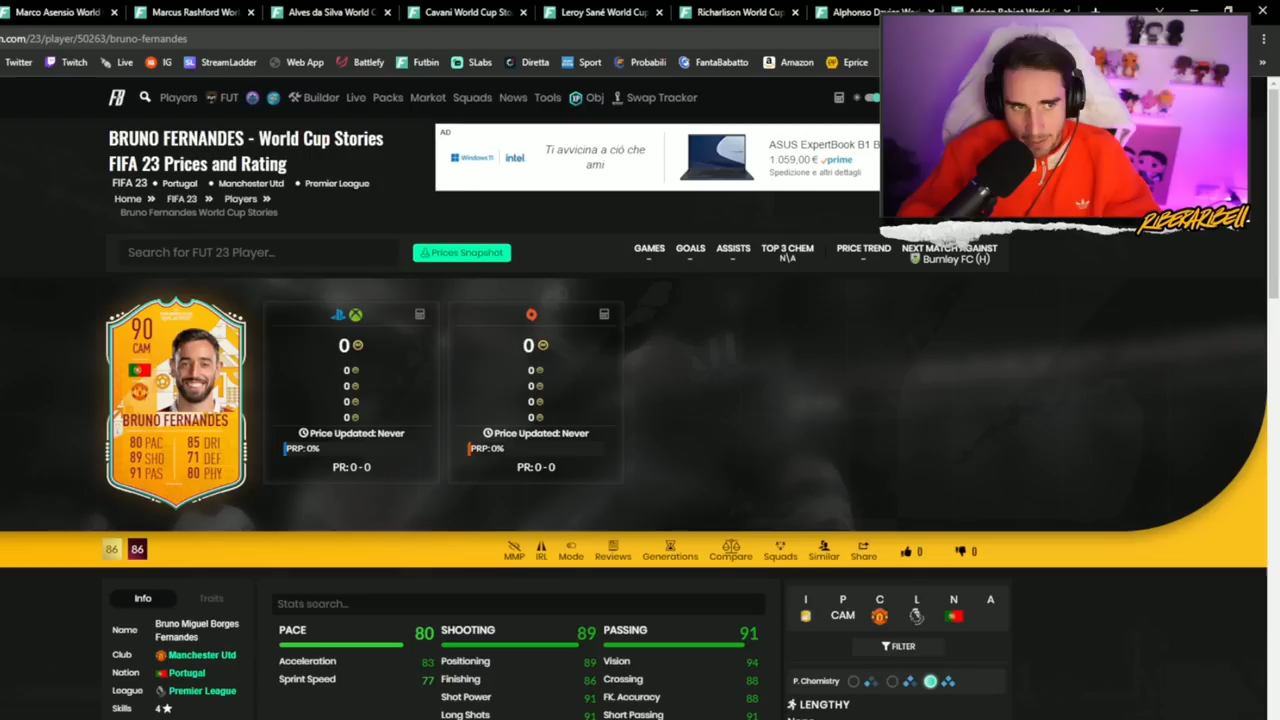 Marco Asensio World
Marcus Rashford Worl
Alves da Silva World C
Cavani World Cup Sto
Leroy Sané World Cup
Richarlison World Cup
m.com/23/player/50263/bruno-fernandes
Twitter Twitch Live IG StreamLadder Web App Battlefy Futbin SLabs Diretta Sport Probabili FantaBabatto Amazon Eprice
Players FUT Builder Live Packs Market Squads News Tools Obj Swap Tracker
BRUNO FERNANDES - World Cup Stories
FIFA 23 Prices and Rating
FIFA 23 Portugal Manchester Utd Premier League
Home FIFA 23 Players
Bruno Fernandes World Cup Stories
AD
Windows 11 intel
Ti avvicina a ciò che
ami
ASUS ExpertBook B1 B
1.059,00 € prime
Spedizione e altri dettagli
RIBERARIBELL
Search for FUT 23 Player...
Prices Snapshot
GAMES GOALS ASSISTS TOP 3 CHEM PRICE TREND NEXT MATCH AGAINST
– – – N\A – Burnley FC (H)
90
CAM
BRUNO FERNANDES
80 PAC 85 DRI
89 SHO 71 DEF
91 PAS 80 PHY
0
0
0
0
0
Price Updated: Never
PRP: 0%
PR: 0 - 0
0
0
0
0
0
Price Updated: Never
PRP: 0%
PR: 0 - 0
86 86
MMP IRL Mode Reviews Generations Compare Squads Similar Share 0 0
Info Traits
Name Bruno Miguel Borges
Fernandes
Club Manchester Utd
Nation Portugal
League Premier League
Skills 4★
Stats search...
PACE 80
Acceleration 83
Sprint Speed 77
SHOOTING 89
Positioning 89
Finishing 86
Shot Power 91
Long Shots 91
PASSING 91
Vision 94
Crossing 88
FK. Accuracy 88
Short Passing 91
I P C L N A
CAM
FILTER
P. Chemistry
LENGTHY